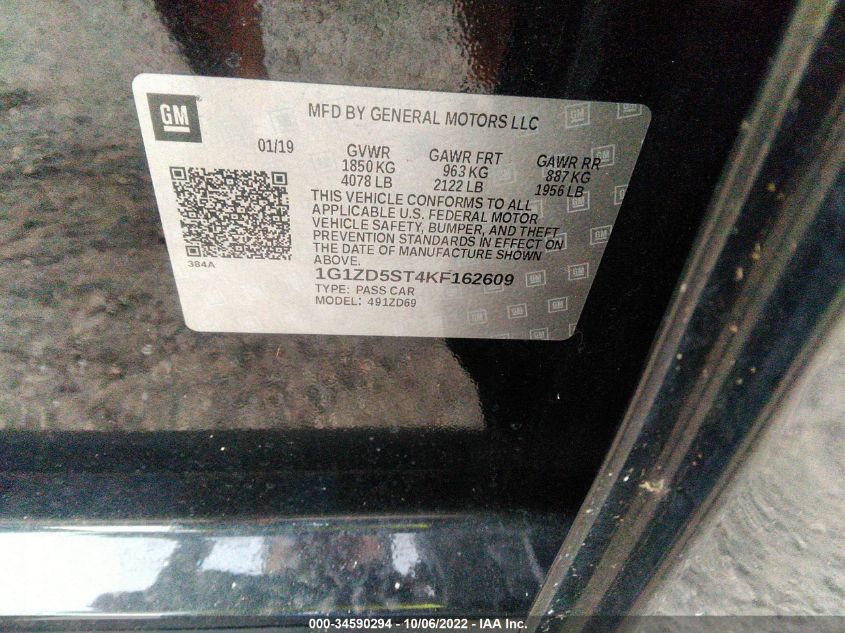 GM
MFD BY GENERAL MOTORS LLC
01/19
GVWR GAWR FRT GAWR RR
1850 KG 963 KG 887 KG
4078 LB 2122 LB 1956 LB
THIS VEHICLE CONFORMS TO ALL
APPLICABLE U.S. FEDERAL MOTOR
VEHICLE SAFETY, BUMPER, AND THEFT
PREVENTION STANDARDS IN EFFECT ON
THE DATE OF MANUFACTURE SHOWN
ABOVE.
384A
1G1ZD5ST4KF162609
TYPE: PASS CAR
MODEL: 491ZD69
000-34590294 - 10/06/2022 - IAA Inc.